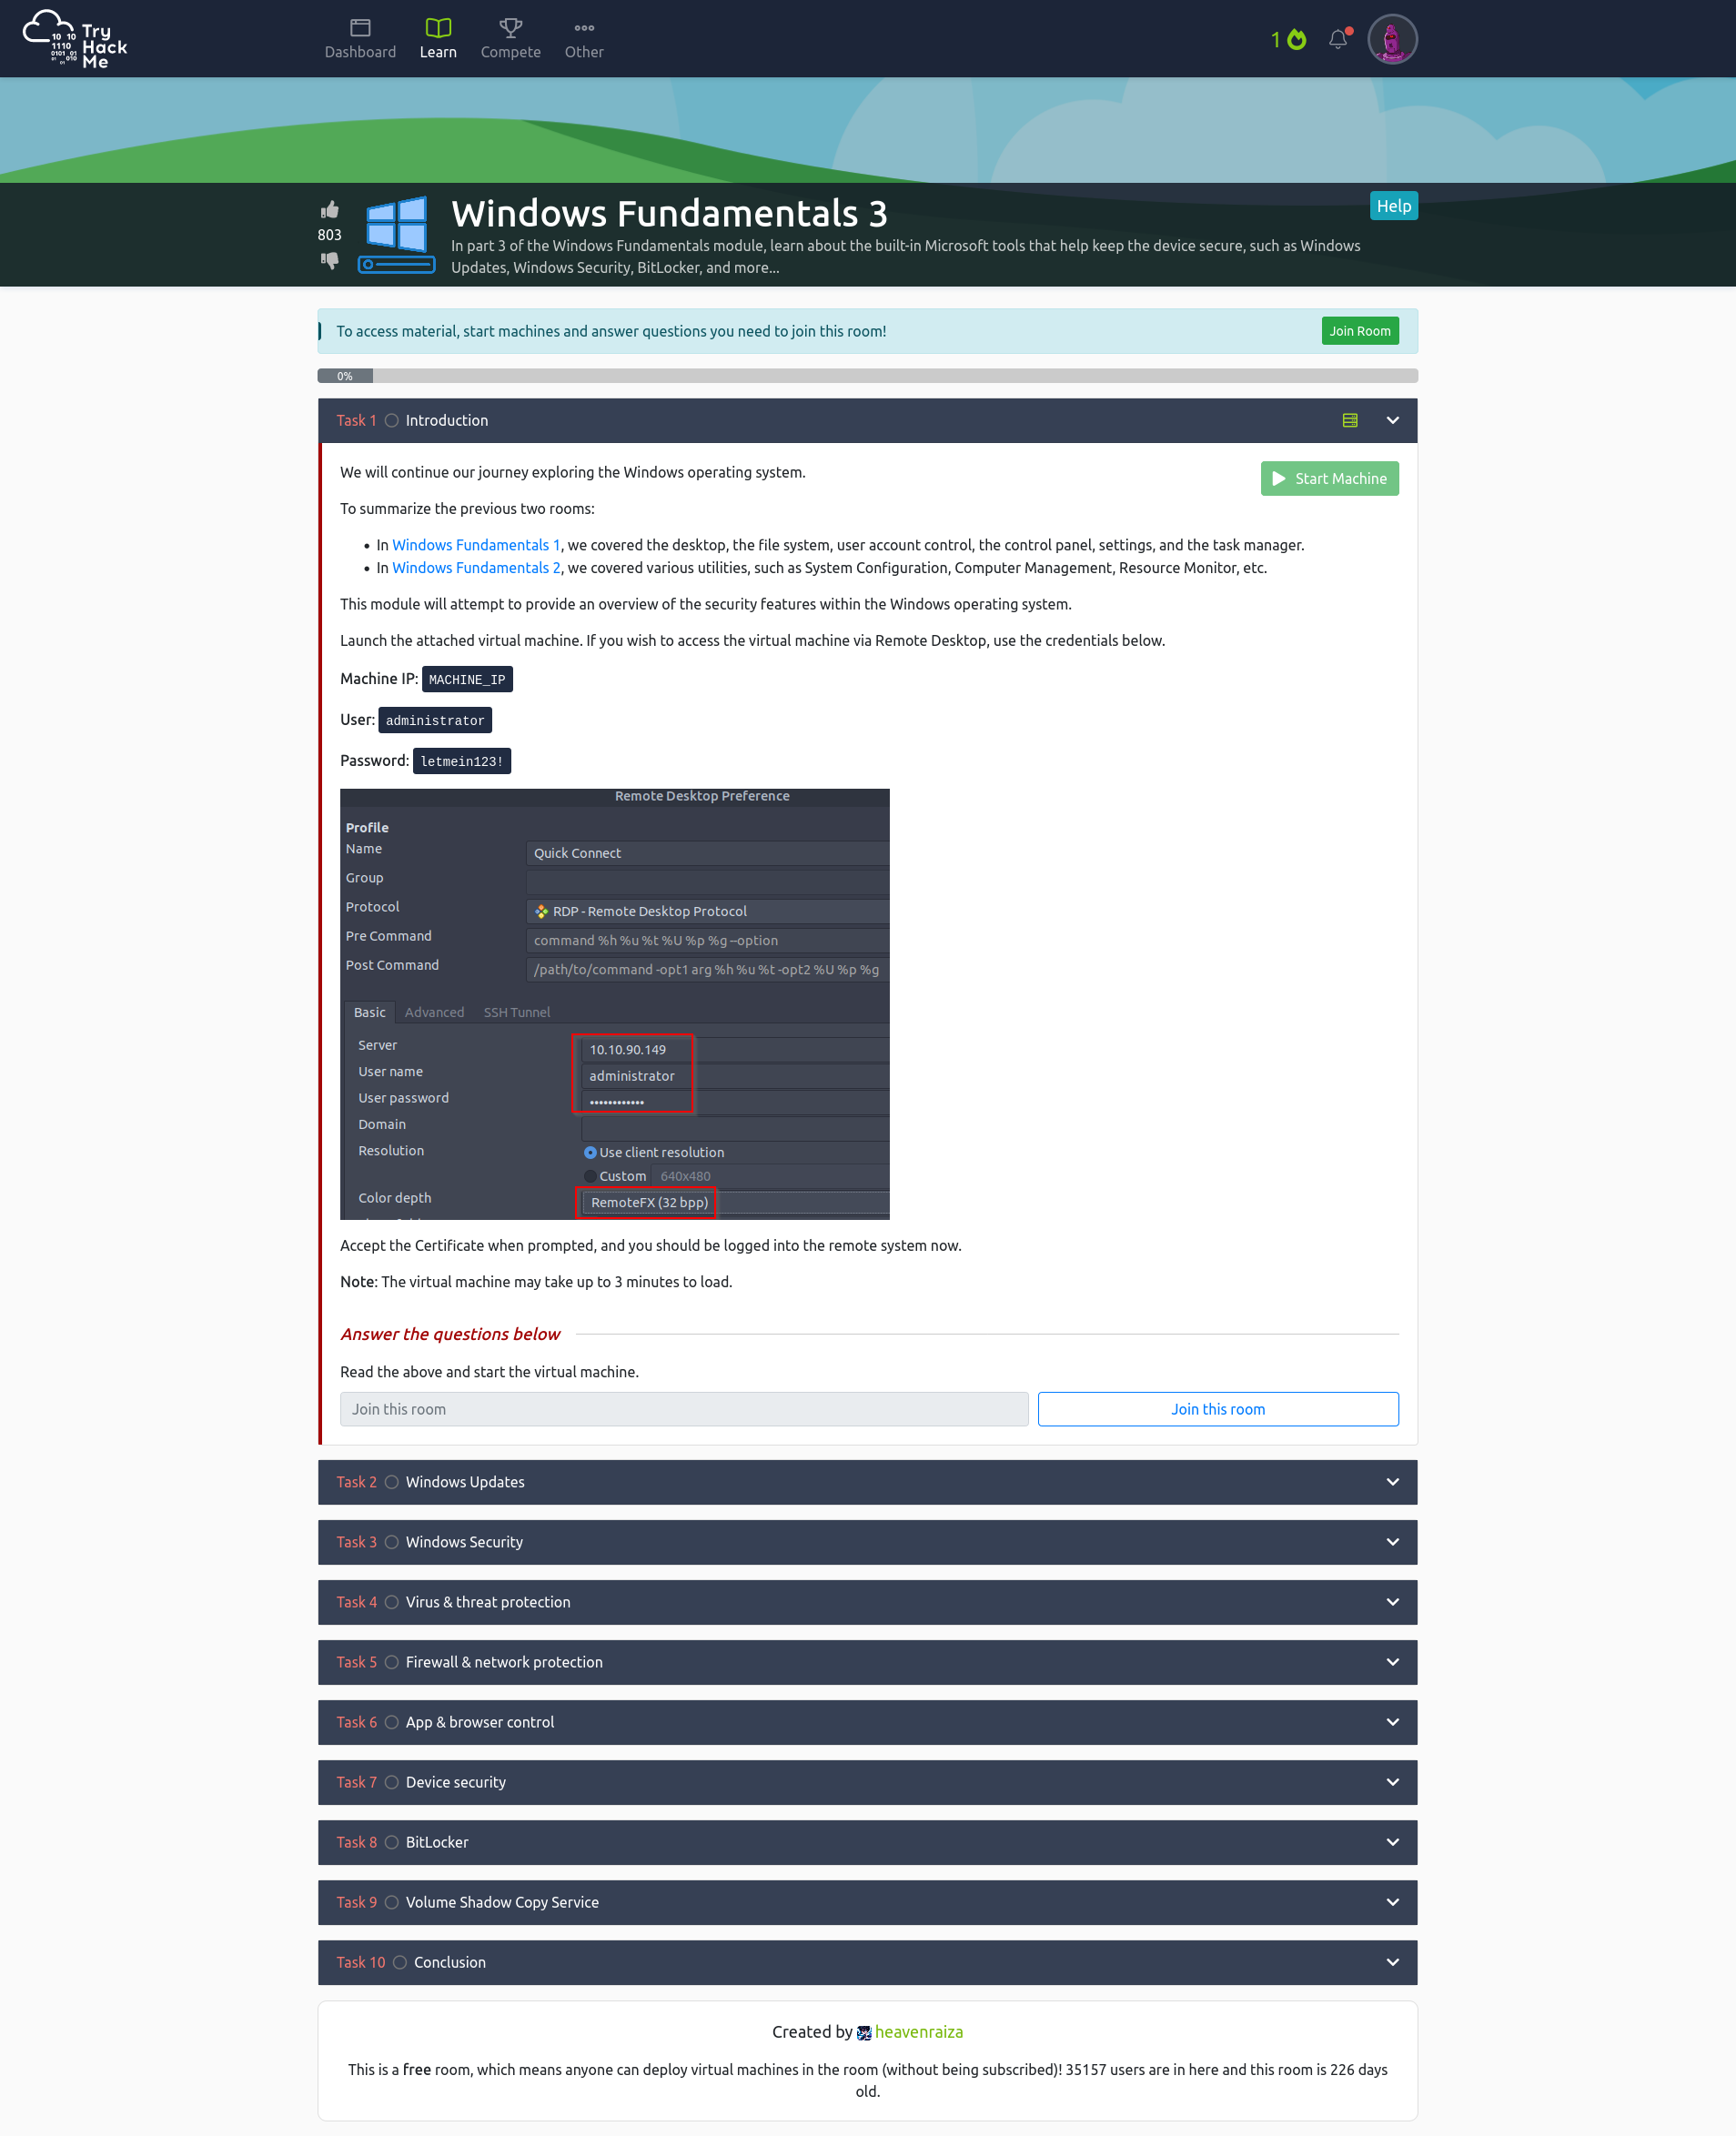 Try
Hack
Me
Dashboard
Learn
Compete
Other
1
803
Windows Fundamentals 3
Help
In part 3 of the Windows Fundamentals module, learn about the built-in Microsoft tools that help keep the device secure, such as Windows
Updates, Windows Security, BitLocker, and more...
To access material, start machines and answer questions you need to join this room!
Join Room
0%
Task 1 Introduction
We will continue our journey exploring the Windows operating system.
Start Machine
To summarize the previous two rooms:
• In Windows Fundamentals 1, we covered the desktop, the file system, user account control, the control panel, settings, and the task manager.
• In Windows Fundamentals 2, we covered various utilities, such as System Configuration, Computer Management, Resource Monitor, etc.
This module will attempt to provide an overview of the security features within the Windows operating system.
Launch the attached virtual machine. If you wish to access the virtual machine via Remote Desktop, use the credentials below.
Machine IP: MACHINE_IP
User: administrator
Password: letmein123!
Remote Desktop Preference
Profile
Name
Quick Connect
Group
Protocol
RDP - Remote Desktop Protocol
Pre Command
command %h %u %t %U %p %g --option
Post Command
/path/to/command -opt1 arg %h %u %t -opt2 %U %p %g
Basic
Advanced
SSH Tunnel
Server
10.10.90.149
User name
administrator
User password
••••••••••••
Domain
Resolution
Use client resolution
Custom
640x480
Color depth
RemoteFX (32 bpp)
Accept the Certificate when prompted, and you should be logged into the remote system now.
Note: The virtual machine may take up to 3 minutes to load.
Answer the questions below
Read the above and start the virtual machine.
Join this room
Join this room
Task 2 Windows Updates
Task 3 Windows Security
Task 4 Virus & threat protection
Task 5 Firewall & network protection
Task 6 App & browser control
Task 7 Device security
Task 8 BitLocker
Task 9 Volume Shadow Copy Service
Task 10 Conclusion
Created by heavenraiza
This is a free room, which means anyone can deploy virtual machines in the room (without being subscribed)! 35157 users are in here and this room is 226 days
old.